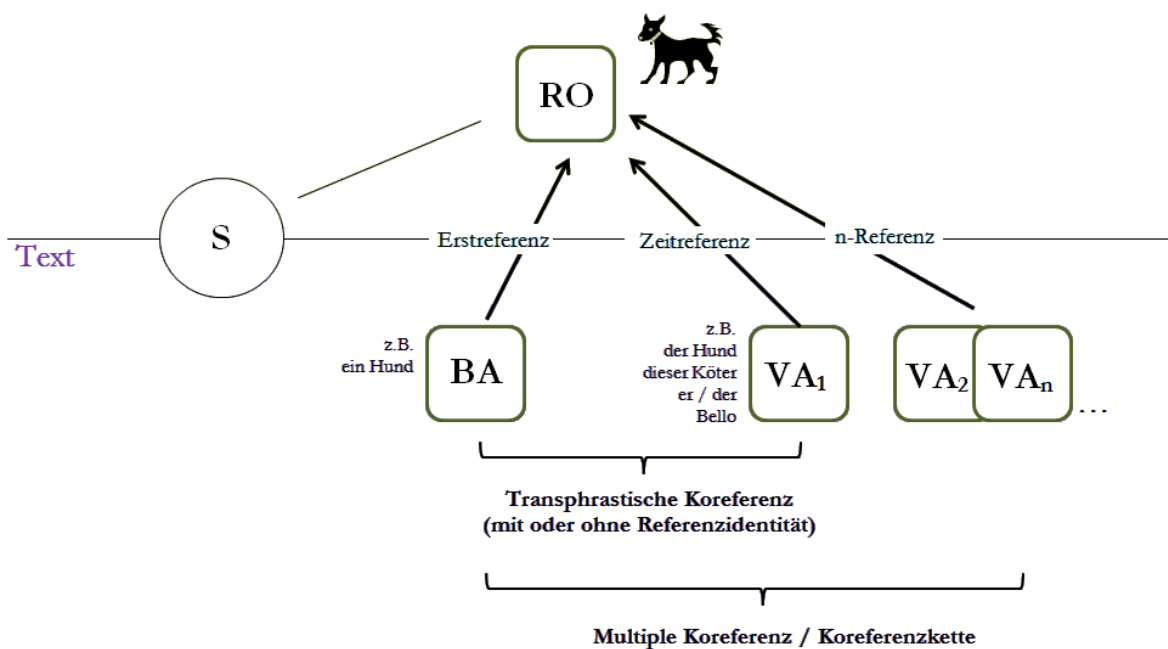 RO
S
Text
Erstreferenz
Zeitreferenz
n-Referenz
z.B.
ein Hund
BA
z.B.
der Hund
dieser Köter
er / der
Bello
VA₁
VA₂
VAₙ
...
Transphrastische Koreferenz
(mit oder ohne Referenzidentität)
Multiple Koreferenz / Koreferenzkette